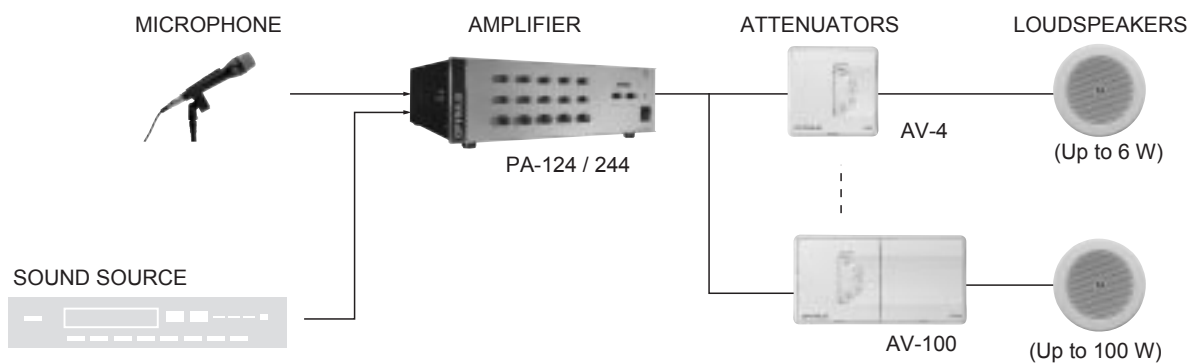 MICROPHONE
AMPLIFIER
ATTENUATORS
LOUDSPEAKERS
AV-4
(Up to 6 W)
PA-124 / 244
SOUND SOURCE
AV-100
(Up to 100 W)